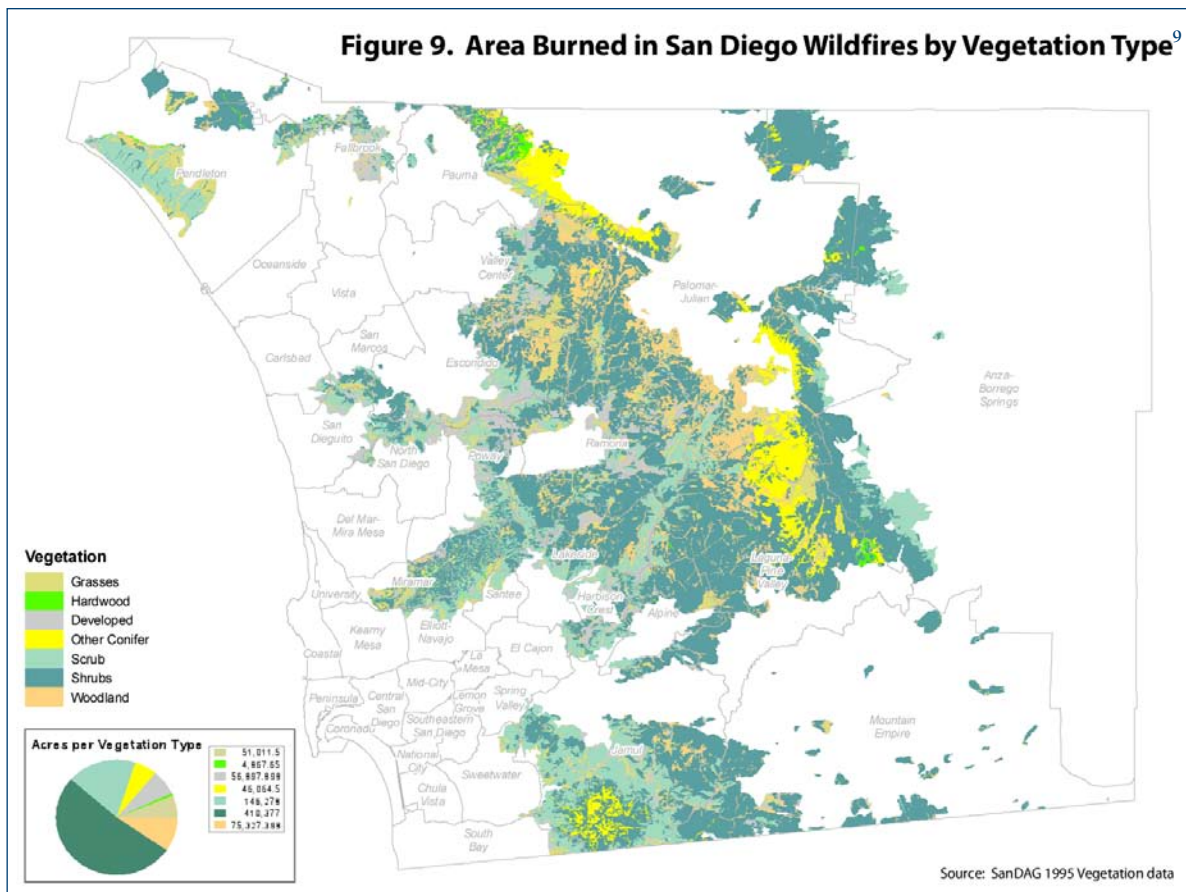 Figure 9. Area Burned in San Diego Wildfires by Vegetation Type9
Pendleton
Fallbrook
Pauma
Oceanside
Valley
Center
Vista
Palomar-
Julian
San
Marcos
Carlsbad
Escondido
Anza-
Borrego
Springs
San
Dieguito
North
San Diego
Poway
Ramona
Del Mar-
Mira Mesa
Lakeside
Laguna-
Pine
Valley
Miramar
University
Santee
Harbison
Crest
Alpine
Kearny
Mesa
Elliott-
Navajo
Coastal
La
Mesa
El Cajon
Mid-City
Peninsula
Central
San
Diego
Lemon
Grove
Spring
Valley
Coronado
Southeastern
San Diego
Mountain
Empire
Jamul
National
City
Sweetwater
Chula
Vista
South
Bay
Vegetation
Grasses
Hardwood
Developed
Other Conifer
Scrub
Shrubs
Woodland
Acres per Vegetation Type
51,011.5
46,064.5
410,377
Source: SanDAG 1995 Vegetation data